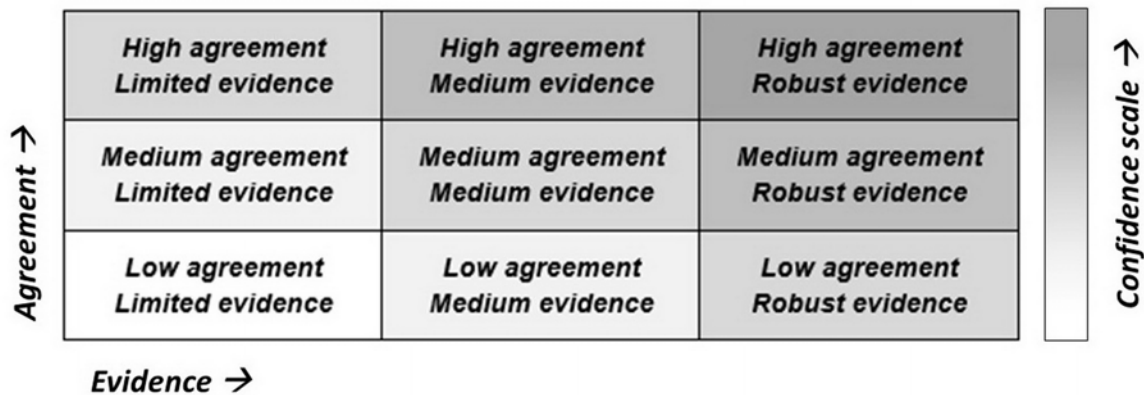 High agreement
Limited evidence
High agreement
Medium evidence
High agreement
Robust evidence
Medium agreement
Limited evidence
Medium agreement
Medium evidence
Medium agreement
Robust evidence
Low agreement
Limited evidence
Low agreement
Medium evidence
Low agreement
Robust evidence
Agreement →
Evidence →
Confidence scale →